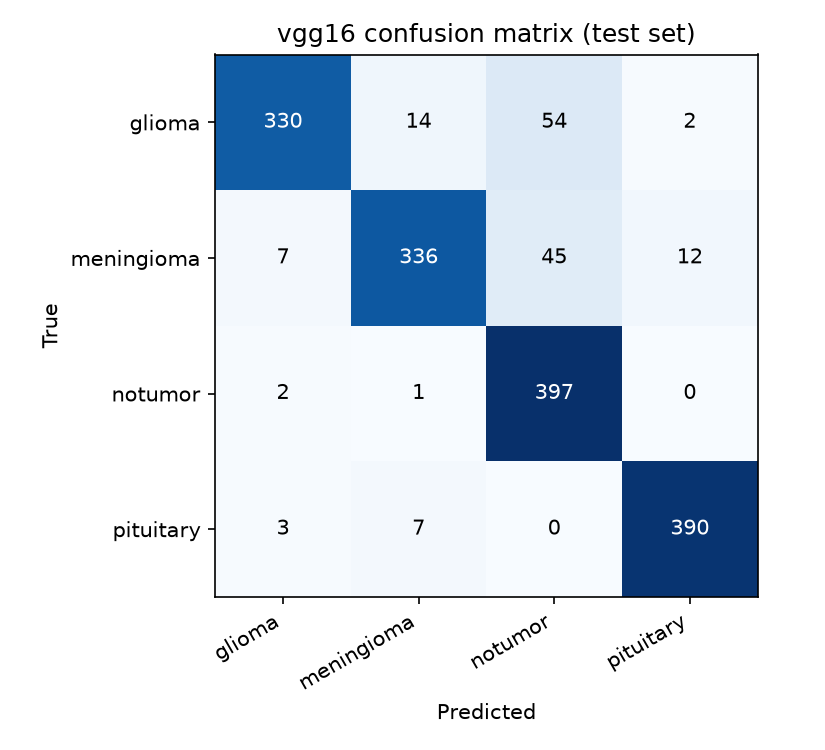 vgg16 confusion matrix (test set)
glioma 330 14 54 2
meningioma 7 336 45 12
notumor 2 1 397 0
pituitary 3 7 0 390
True
glioma meningioma notumor pituitary
Predicted